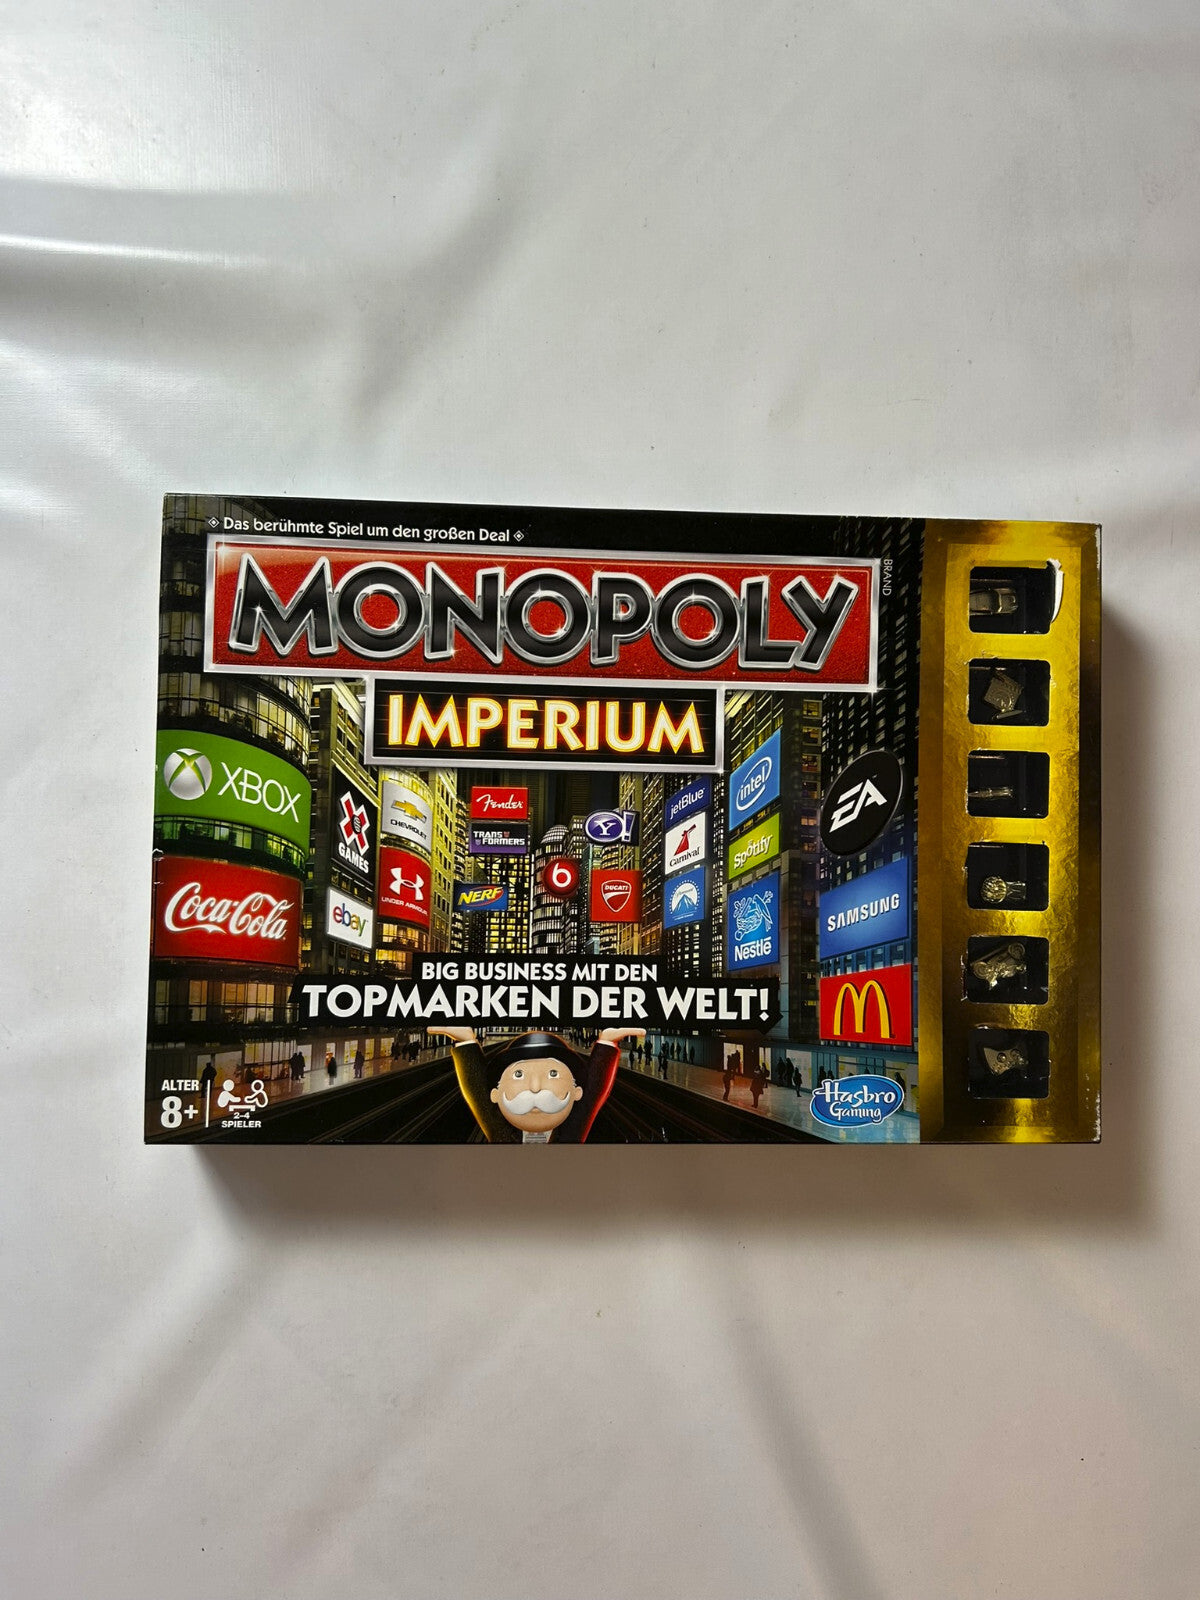 Das berühmte Spiel um den großen Deal
MONOPOLY
BRAND
IMPERIUM
XBOX
X
GAMES
CHEVROLET
Fender
TRANSFORMERS
Y!
jetBlue
intel
EA
Carnival
Spotify
Coca-Cola
ebay
UNDER ARMOUR
NERF
b
DUCATI
Nestlé
SAMSUNG
BIG BUSINESS MIT DEN
TOPMARKEN DER WELT!
M
ALTER
8+
2-4
SPIELER
Hasbro
Gaming